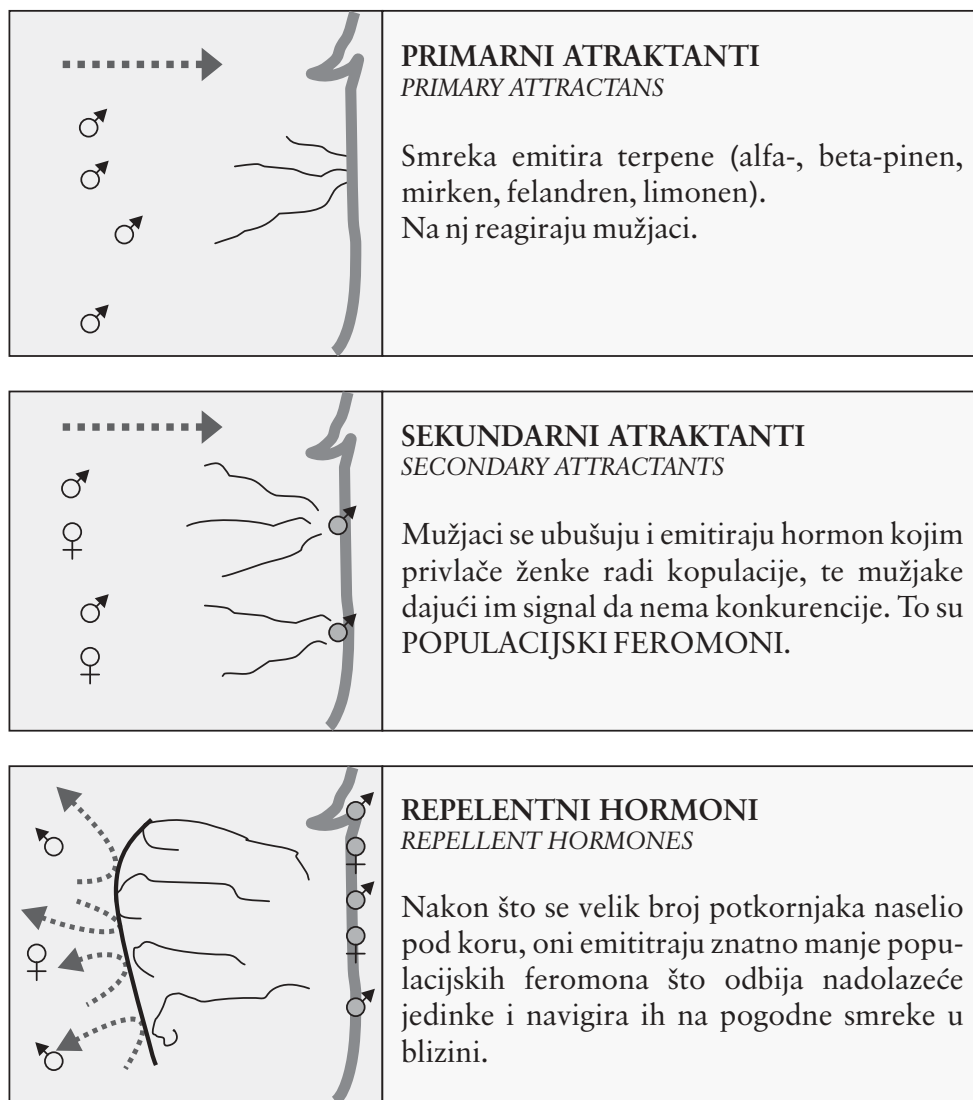 PRIMARNI ATRAKTANTI
PRIMARY ATTRACTANS
Smreka emitira terpene (alfa-, beta-pinen,
mirken, felandren, limonen).
Na nj reagiraju mužjaci.
SEKUNDARNI ATRAKTANTI
SECONDARY ATTRACTANTS
Mužjaci se ubušuju i emitiraju hormon kojim
privlače ženke radi kopulacije, te mužjake
dajući im signal da nema konkurencije. To su
POPULACIJSKI FEROMONI.
REPELENTNI HORMONI
REPELLENT HORMONES
Nakon što se velik broj potkornjaka naselio
pod koru, oni emititraju znatno manje popu-
lacijskih feromona što odbija nadolazeće
jedinke i navigira ih na pogodne smreke u
blizini.